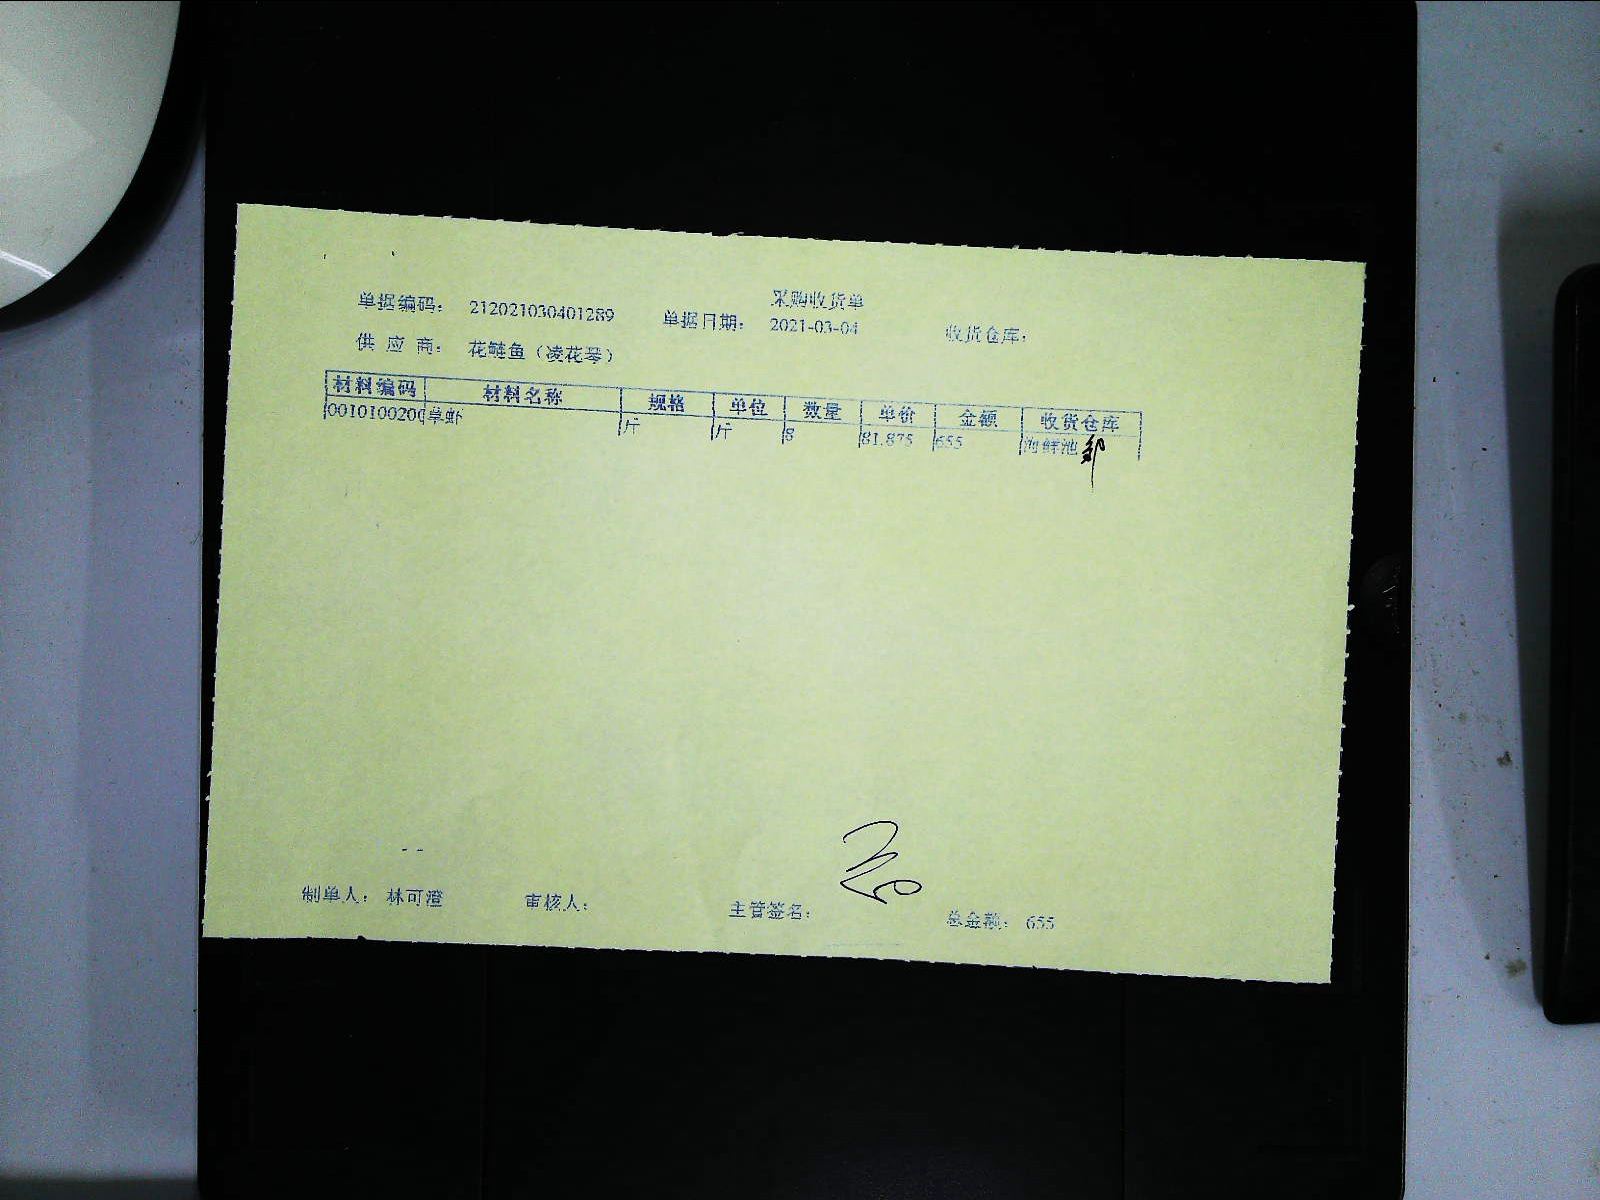 采购收货单
单据编码： 212021030401289 单据日期： 2021-03-04 收货仓库：
供 应 商： 花鲢鱼（凌花琴）
材料编码 材料名称 规格 单位 数量 单价 金额 收货仓库
0010100200 草虾 斤 斤 8 81.875 655 海鲜池
制单人： 林可澄 审核人： 主管签名： 总金额： 655